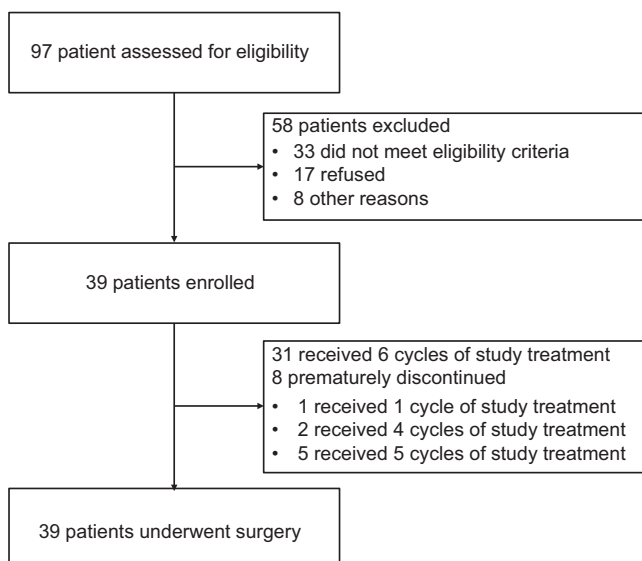 97 patient assessed for eligibility
58 patients excluded
• 33 did not meet eligibility criteria
• 17 refused
• 8 other reasons
39 patients enrolled
31 received 6 cycles of study treatment
8 prematurely discontinued
• 1 received 1 cycle of study treatment
• 2 received 4 cycles of study treatment
• 5 received 5 cycles of study treatment
39 patients underwent surgery